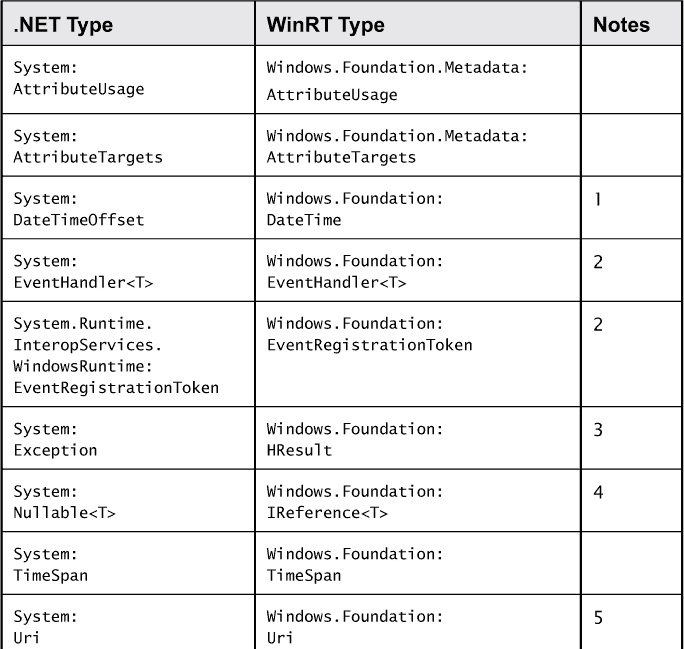 .NET Type WinRT Type Notes
System: Windows.Foundation.Metadata:
AttributeUsage AttributeUsage
System: Windows.Foundation.Metadata:
AttributeTargets AttributeTargets
System: Windows.Foundation: 1
DateTimeOffset DateTime
System: Windows.Foundation: 2
EventHandler<T> EventHandler<T>
System.Runtime. Windows.Foundation: 2
InteropServices. EventRegistrationToken
WindowsRuntime:
EventRegistrationToken
System: Windows.Foundation: 3
Exception HResult
System: Windows.Foundation: 4
Nullable<T> IReference<T>
System: Windows.Foundation:
TimeSpan TimeSpan
System: Windows.Foundation: 5
Uri Uri